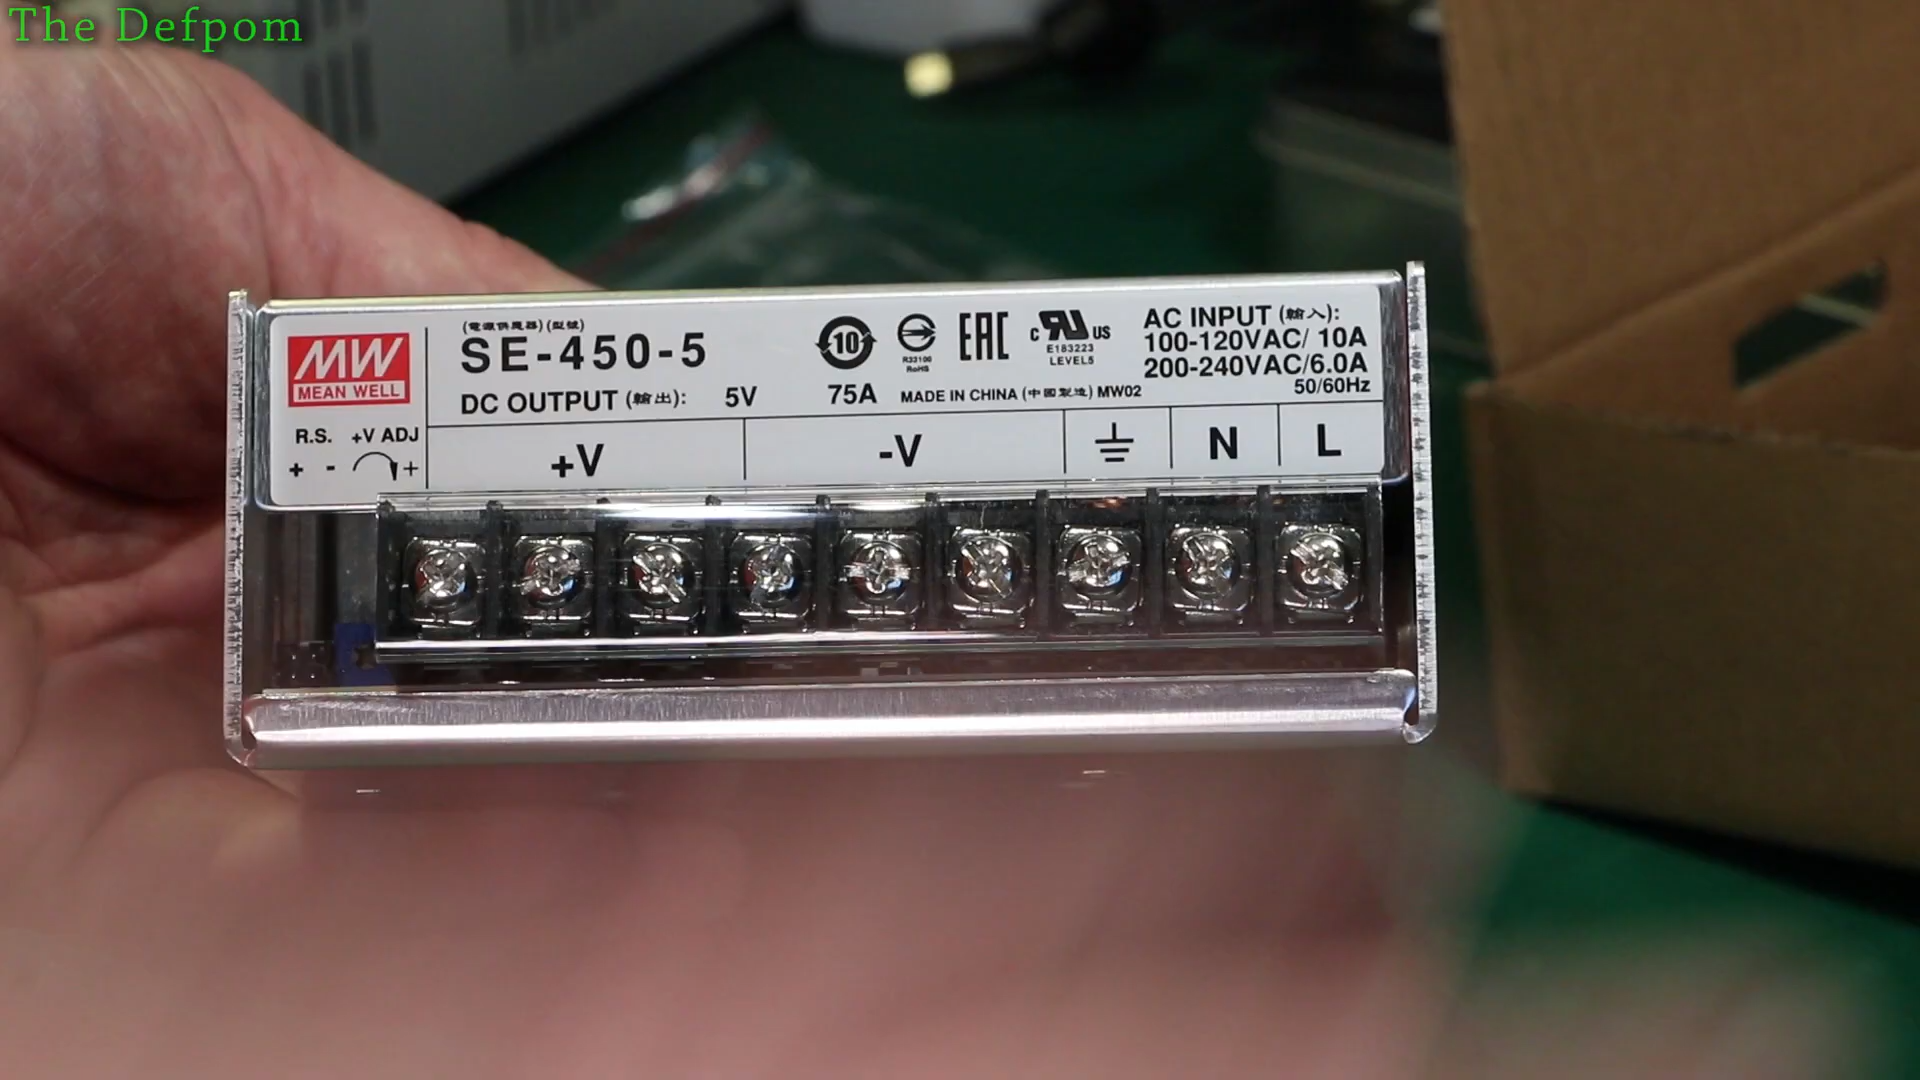 The Defpom
MW
MEAN WELL
(電源供應器)(型號)
SE-450-5
DC OUTPUT (輸出): 5V 75A
10
R33100
RoHS
EAC
c RU US
E183223
LEVEL5
MADE IN CHINA (中國製造) MW02
AC INPUT (輸入):
100-120VAC/ 10A
200-240VAC/6.0A
50/60Hz
R.S. +V ADJ
+ - +
+V -V N L